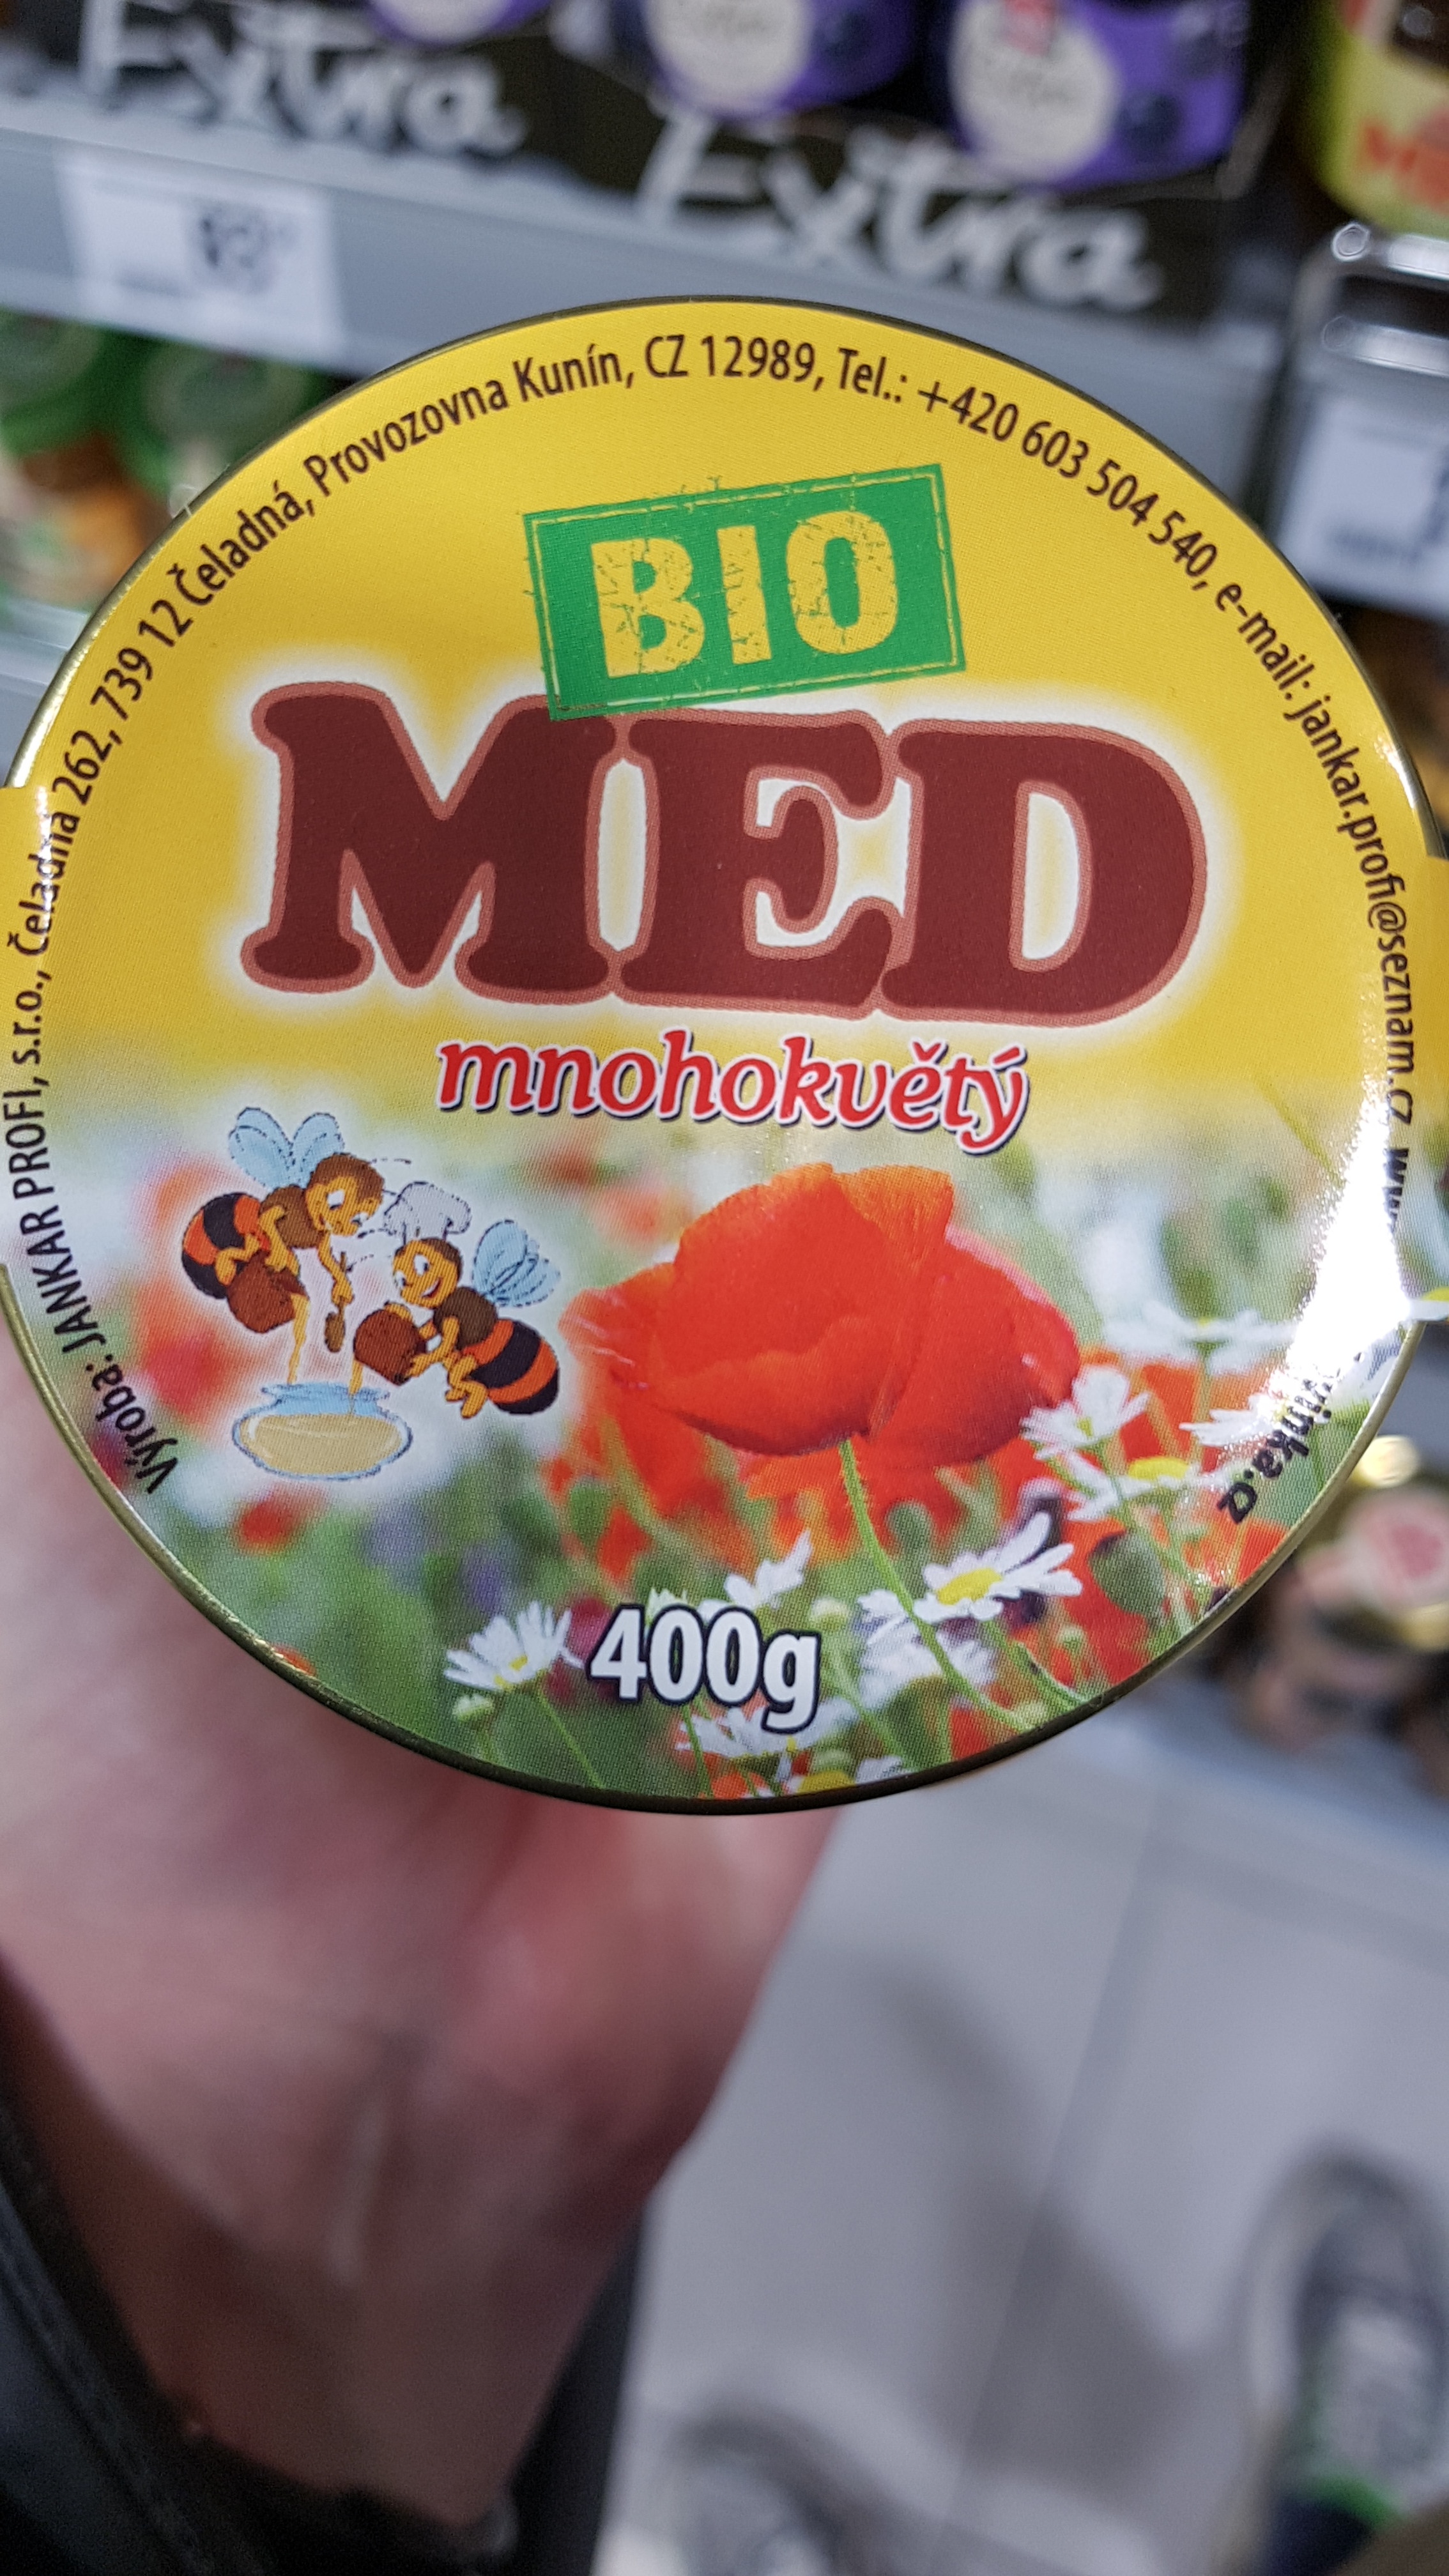 Extra
Extra
Výroba: JANKAR PROFI, s.r.o., Čeladná 262, 739 12 Čeladná, Provozovna Kunín, CZ 12989, Tel.: +420 603 504 540, e-mail: jankar.profi@seznam.cz
BIO
MED
mnohokvětý
400g